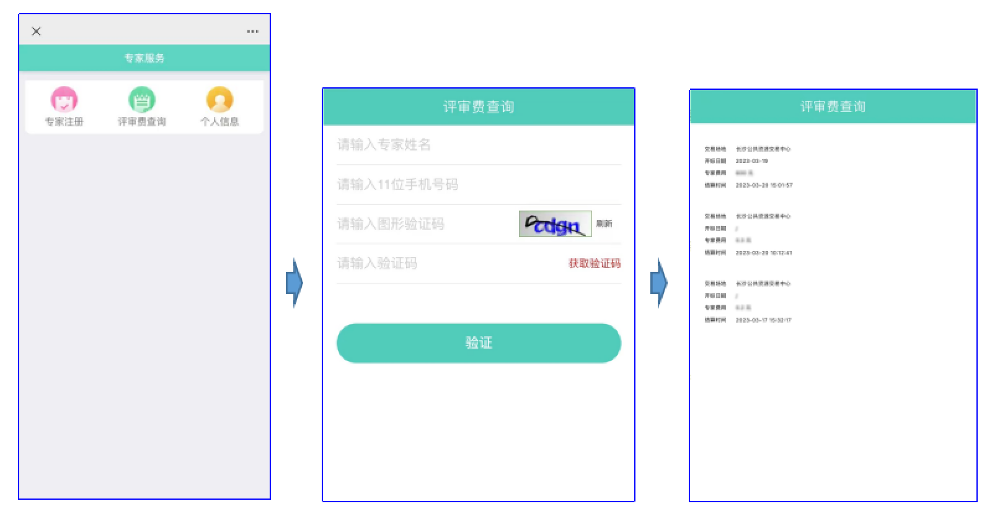 专家服务
专家注册 评审费查询 个人信息
评审费查询
请输入专家姓名
请输入11位手机号码
请输入图形验证码 cdgn 刷新
请输入验证码 获取验证码
验证
评审费查询
交易场地 长沙公共资源交易中心
开标日期 2023-03-19
专家费用 元
结算时间 2023-03-28 15:01:57
交易场地 长沙公共资源交易中心
开标日期 /
专家费用 元
结算时间 2023-03-20 10:12:41
交易场地 长沙公共资源交易中心
开标日期 /
专家费用 元
结算时间 2023-03-17 15:32:17